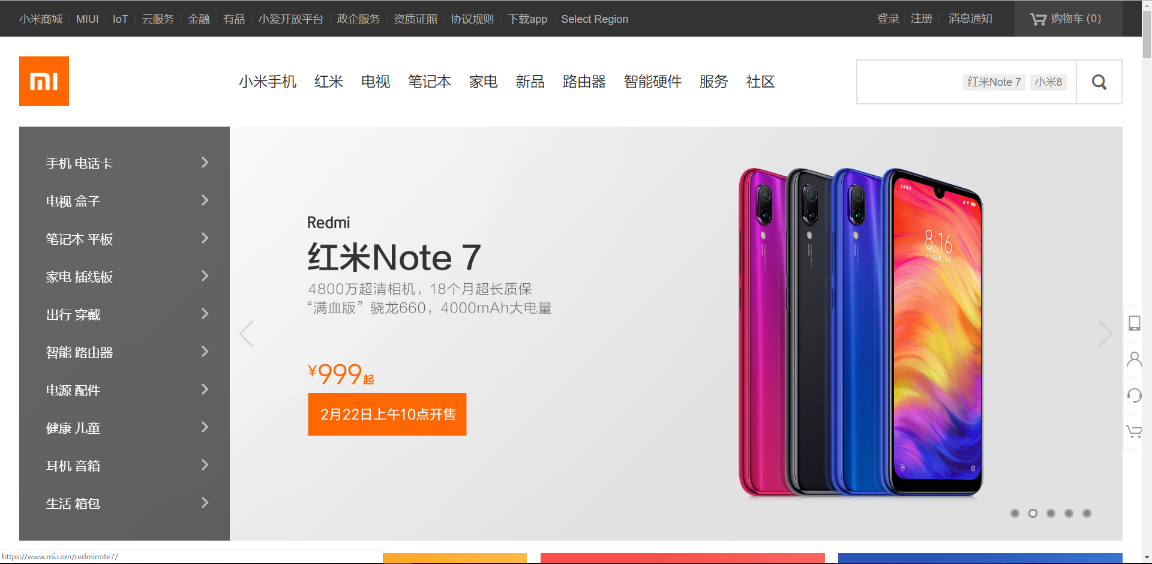 小米商城 MIUI IoT 云服务 金融 有品 小爱开放平台 政企服务 资质证照 协议规则 下载app Select Region 登录 注册 消息通知 购物车 (0)
mi
小米手机 红米 电视 笔记本 家电 新品 路由器 智能硬件 服务 社区 红米Note 7 小米8
手机 电话卡
电视 盒子
笔记本 平板
家电 插线板
出行 穿戴
智能 路由器
电源 配件
健康 儿童
耳机 音箱
生活 箱包
Redmi
红米Note 7
4800万超清相机，18个月超长质保
“满血版”骁龙660，4000mAh大电量
¥999起
2月22日上午10点开售
8:16
https://www.mi.com/redminote7/